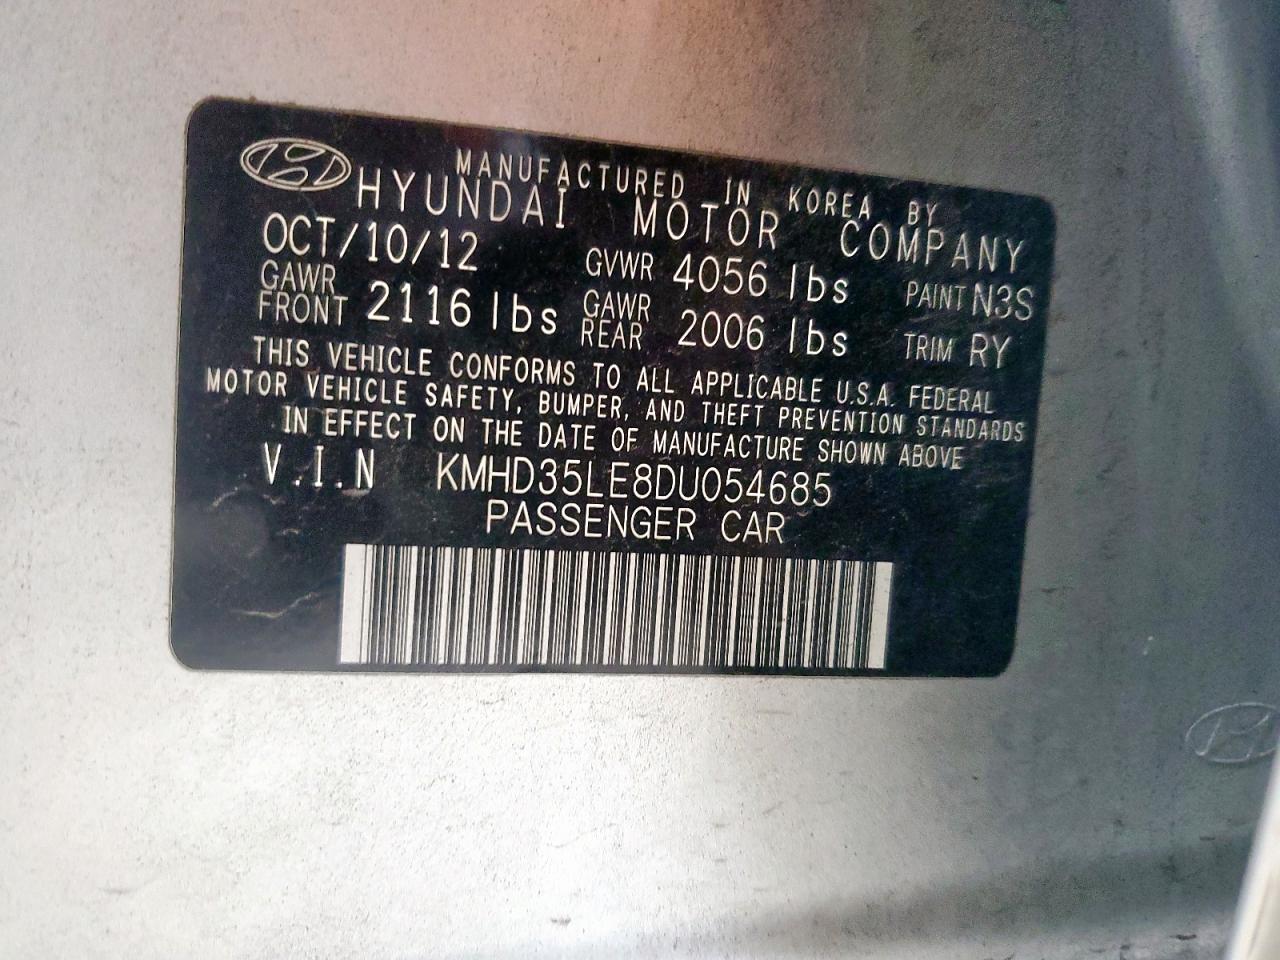 MANUFACTURED IN KOREA BY
HYUNDAI MOTOR COMPANY
OCT/10/12 GVWR 4056 lbs PAINT N3S
GAWR FRONT 2116 lbs GAWR REAR 2006 lbs TRIM RY
THIS VEHICLE CONFORMS TO ALL APPLICABLE U.S.A. FEDERAL
MOTOR VEHICLE SAFETY, BUMPER, AND THEFT PREVENTION STANDARDS
IN EFFECT ON THE DATE OF MANUFACTURE SHOWN ABOVE
V.I.N KMHD35LE8DU054685
PASSENGER CAR